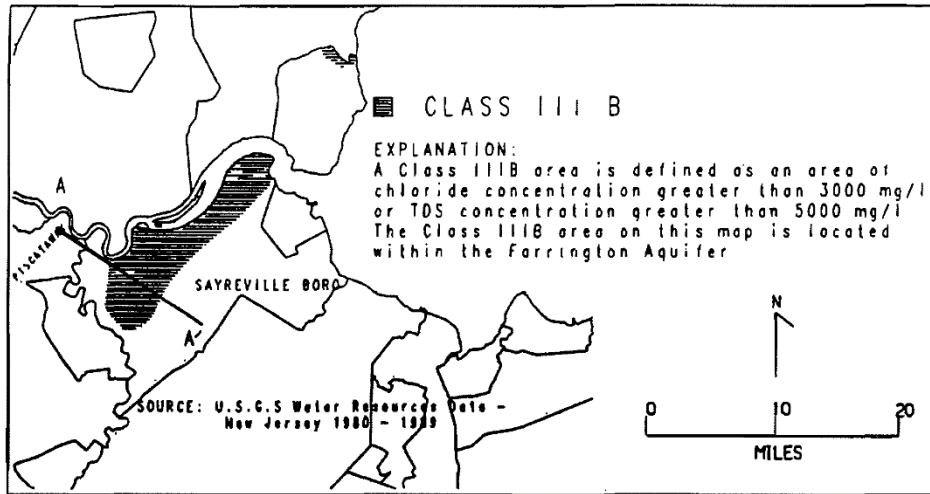 CLASS III B
EXPLANATION:
A Class IIIB area is defined as an area of
chloride concentration greater than 3000 mg/l
or TDS concentration greater than 5000 mg/l
The Class IIIB area on this map is located
within the Farrington Aquifer
A
SAYREVILLE BORO
A-
SOURCE: U.S.G.S Water Resources Data -
New Jersey 1980 - 1989
N
0 10 20
MILES